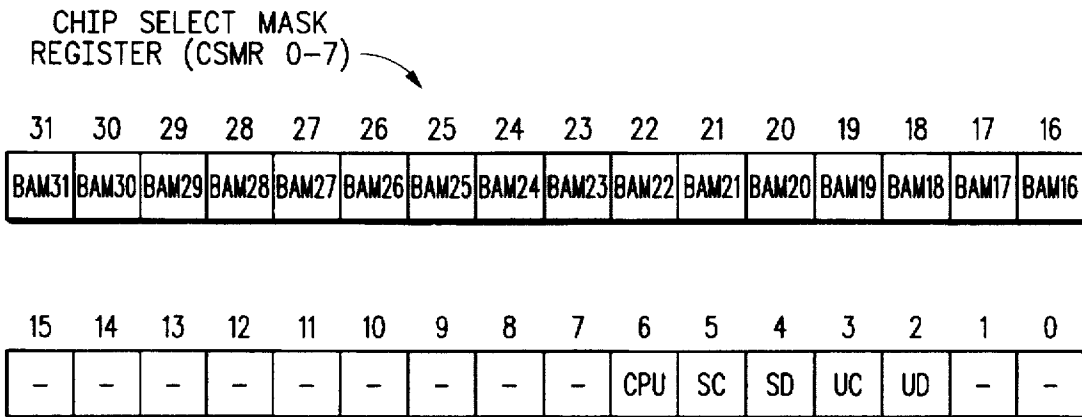 CHIP SELECT MASK
REGISTER (CSMR 0-7)
31 30 29 28 27 26 25 24 23 22 21 20 19 18 17 16
BAM31 BAM30 BAM29 BAM28 BAM27 BAM26 BAM25 BAM24 BAM23 BAM22 BAM21 BAM20 BAM19 BAM18 BAM17 BAM16
15 14 13 12 11 10 9 8 7 6 5 4 3 2 1 0
- - - - - - - - - CPU SC SD UC UD - -